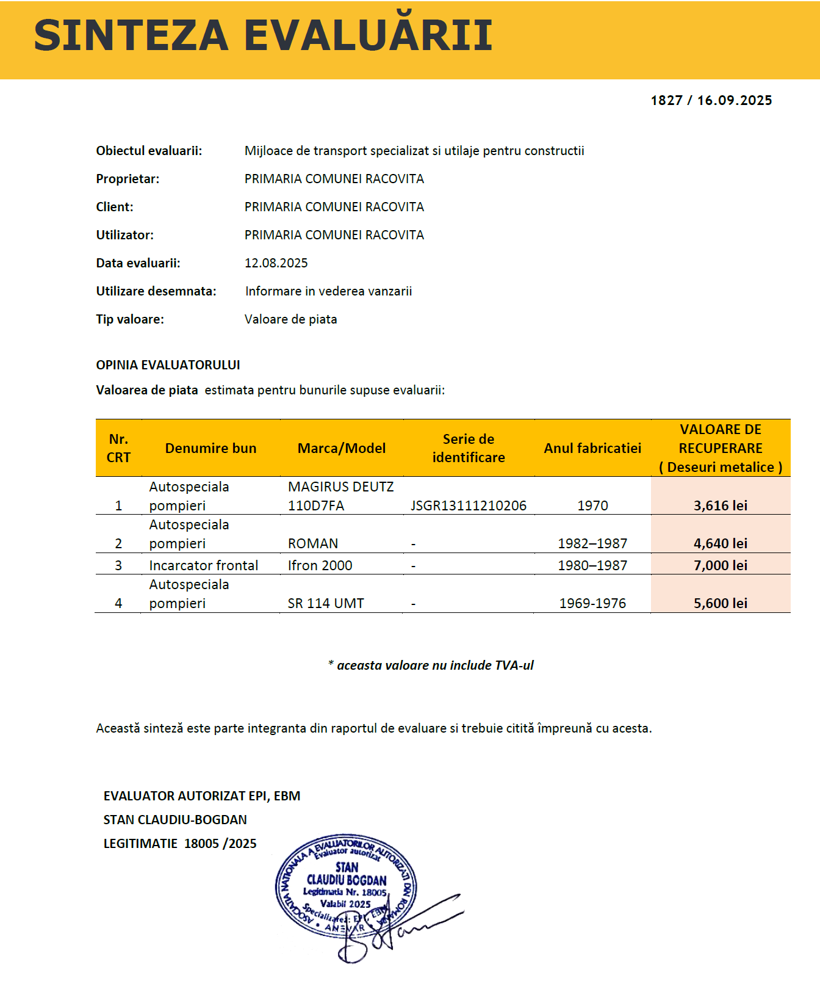 SINTEZA EVALUĂRII
1827 / 16.09.2025
Obiectul evaluarii: Mijloace de transport specializat si utilaje pentru constructii
Proprietar: PRIMARIA COMUNEI RACOVITA
Client: PRIMARIA COMUNEI RACOVITA
Utilizator: PRIMARIA COMUNEI RACOVITA
Data evaluarii: 12.08.2025
Utilizare desemnata: Informare in vederea vanzarii
Tip valoare: Valoare de piata
OPINIA EVALUATORULUI
Valoarea de piata estimata pentru bunurile supuse evaluarii:
Nr. CRT Denumire bun Marca/Model Serie de identificare Anul fabricatiei VALOARE DE RECUPERARE ( Deseuri metalice )
1 Autospeciala pompieri MAGIRUS DEUTZ 110D7FA JSGR13111210206 1970 3,616 lei
2 Autospeciala pompieri ROMAN - 1982–1987 4,640 lei
3 Incarcator frontal Ifron 2000 - 1980–1987 7,000 lei
4 Autospeciala pompieri SR 114 UMT - 1969-1976 5,600 lei
* aceasta valoare nu include TVA-ul
Această sinteză este parte integranta din raportul de evaluare si trebuie citită împreună cu acesta.
EVALUATOR AUTORIZAT EPI, EBM
STAN CLAUDIU-BOGDAN
LEGITIMATIE 18005 /2025
ASOCIATIA NATIONALA A EVALUATORILOR AUTORIZATI DIN ROMANIA
Evaluator autorizat
STAN
CLAUDIU BOGDAN
Legitimatia Nr. 18005
Valabil 2025
Specializarea: EPI, EBM
• ANEVAR •